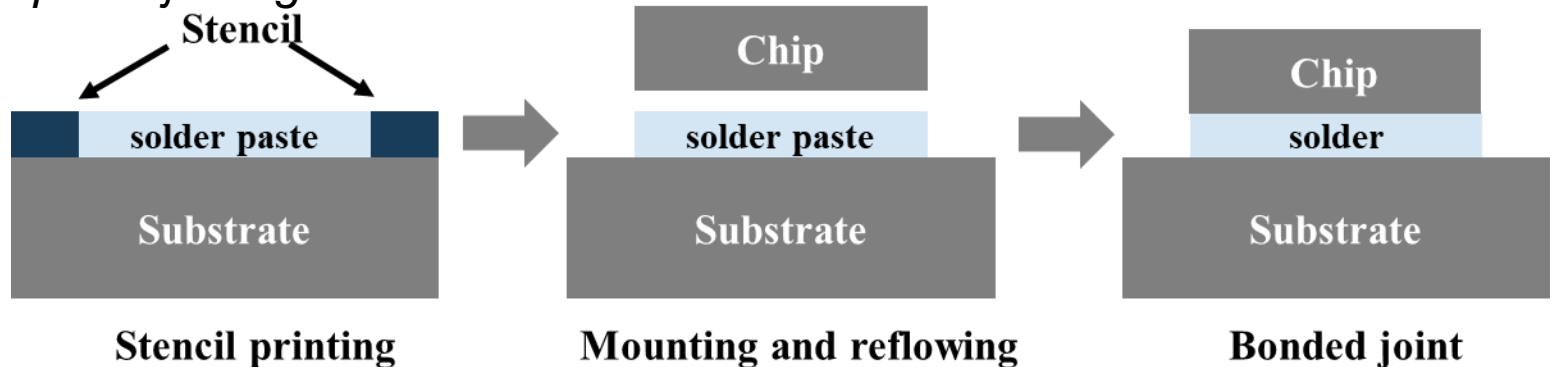 Stencil
solder paste
Substrate
Stencil printing
Chip
solder paste
Substrate
Mounting and reflowing
Chip
solder
Substrate
Bonded joint